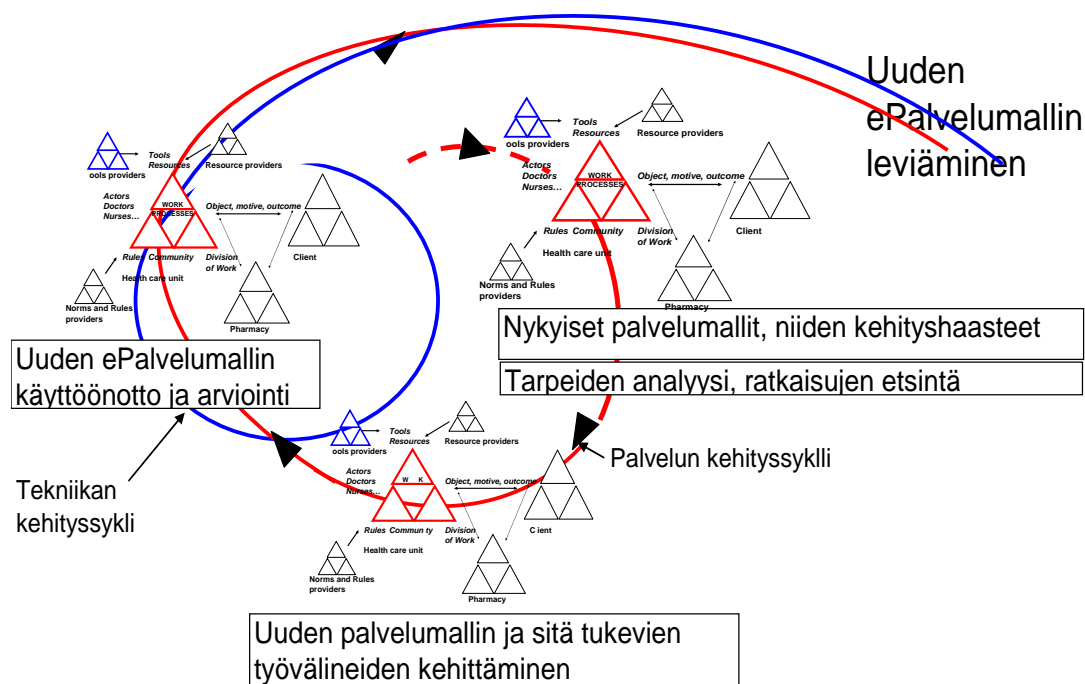 Uuden
ePalvelumallin
leviäminen
Tools
Resources
Resource providers
ools providers
Actors
Doctors
Nurses...
WORK
PROCESSES
Object, motive, outcome
Client
Rules Community
Division
of Work
Health care unit
Norms and Rules
providers
Pharmacy
Tools
Resources
Resource providers
ools providers
Actors
Doctors
Nurses...
WORK
PROCESSES
Object, motive, outcome
Client
Rules Community
Division
of Work
Health care unit
Norms and Rules
providers
Pharmacy
Nykyiset palvelumallit, niiden kehityshaasteet
Tarpeiden analyysi, ratkaisujen etsintä
Uuden ePalvelumallin
käyttöönotto ja arviointi
Tools
Resources
Resource providers
ools providers
Actors
Doctors
Nurses...
W K
Object, motive, outcome
C ient
Rules Commun ty
Division
of Work
Health care unit
Norms and Rules
providers
Pharmacy
Palvelun kehityssyklli
Tekniikan
kehityssykli
Uuden palvelumallin ja sitä tukevien
työvälineiden kehittäminen